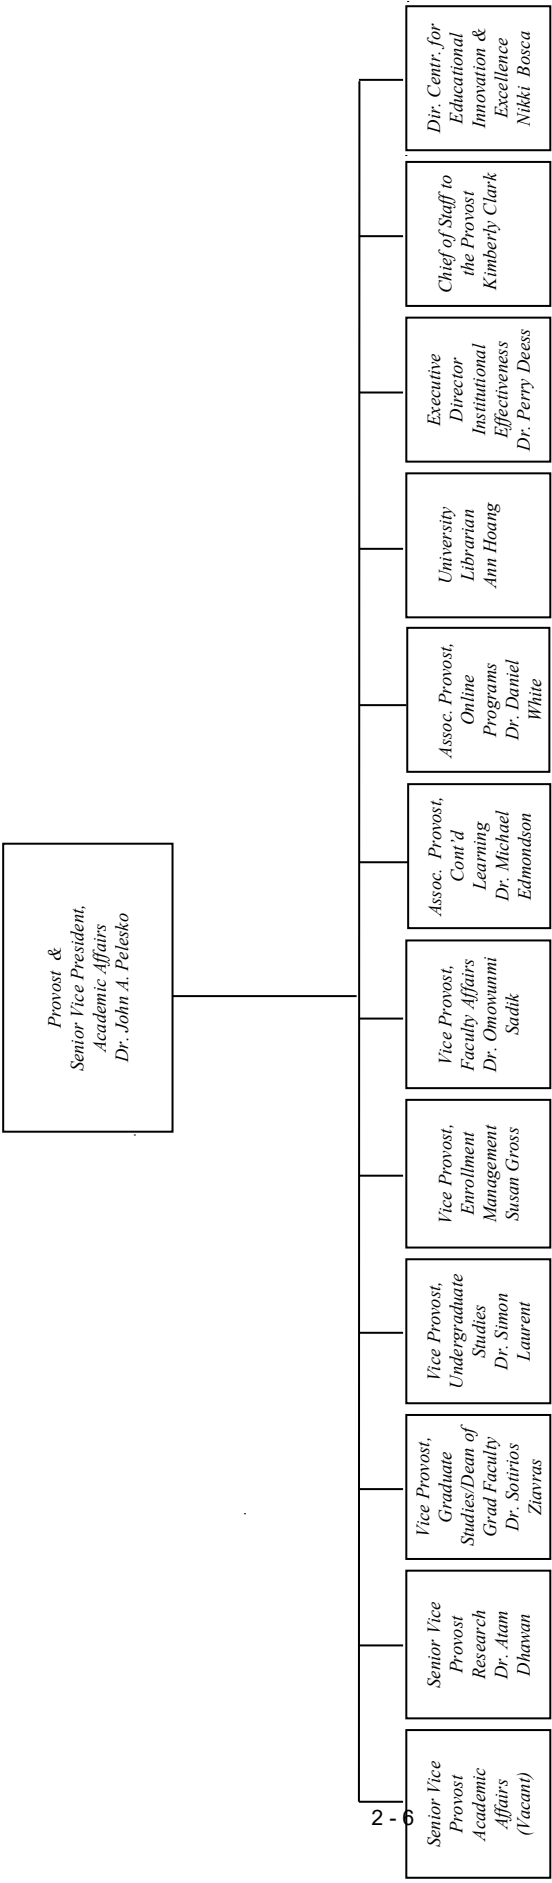 Provost &
Senior Vice President,
Academic Affairs
Dr. John A. Pelesko
Senior Vice
Provost
Academic
Affairs
(Vacant)
Senior Vice
Provost
Research
Dr. Atam
Dhawan
Vice Provost,
Graduate
Studies/Dean of
Grad Faculty
Dr. Sotirios
Ziavras
Vice Provost,
Undergraduate
Studies
Dr. Simon
Laurent
Vice Provost,
Enrollment
Management
Susan Gross
Vice Provost,
Faculty Affairs
Dr. Omowunmi
Sadik
Assoc. Provost,
Cont'd
Learning
Dr. Michael
Edmondson
Assoc. Provost,
Online
Programs
Dr. Daniel
White
University
Librarian
Ann Hoang
Executive
Director
Institutional
Effectiveness
Dr. Perry Deess
Chief of Staff to
the Provost
Kimberly Clark
Dir. Centr. for
Educational
Innovation &
Excellence
Nikki Bosca
2 - 6